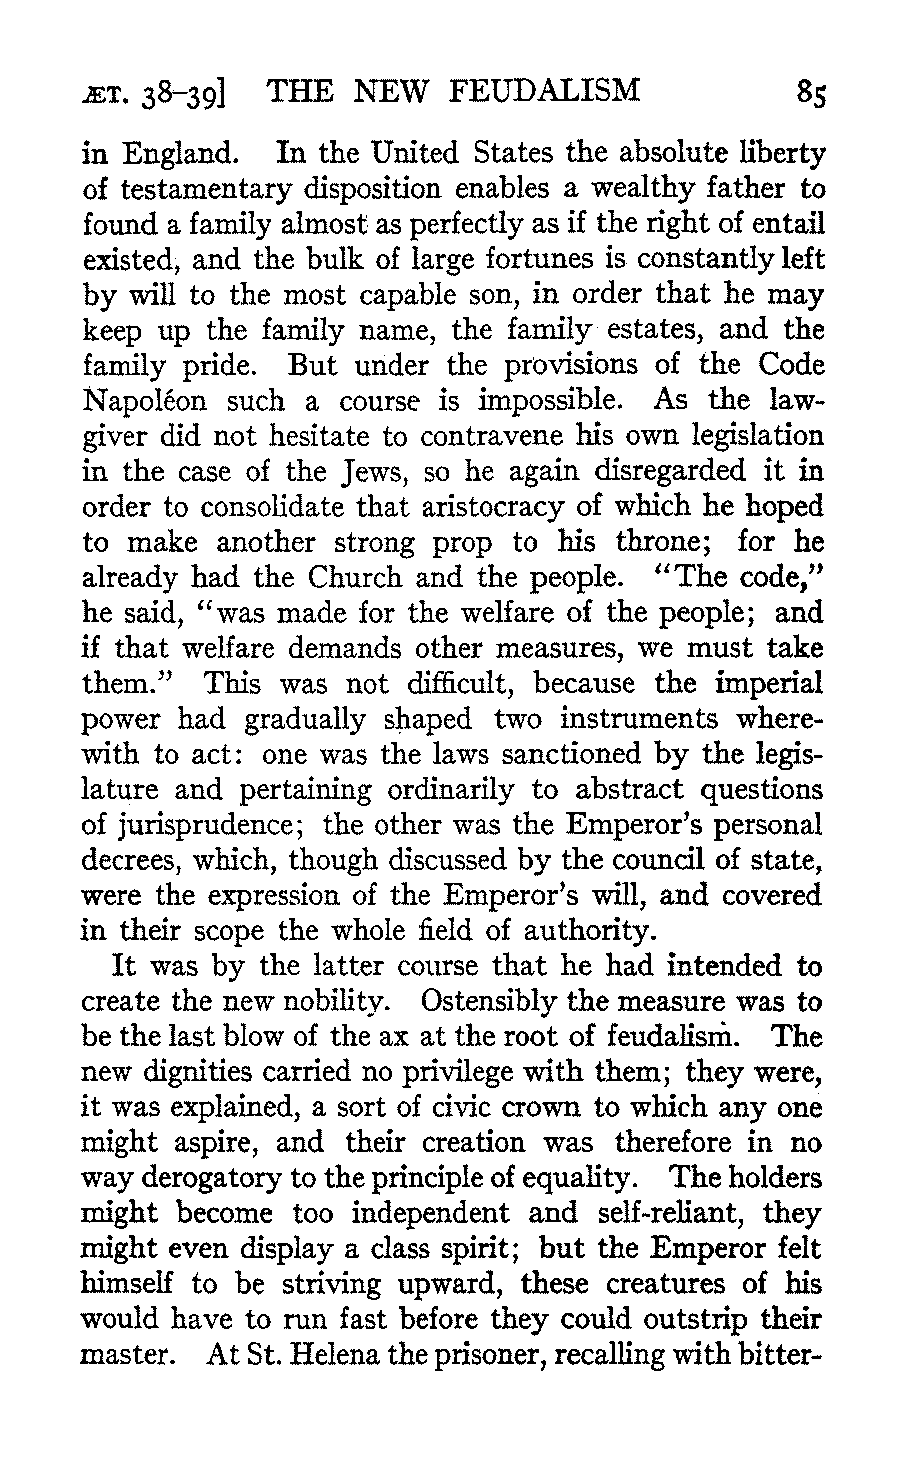 ÆT. 38–39] THE NEW FEUDALISM 85
in England. In the United States the absolute liberty
of testamentary disposition enables a wealthy father to
found a family almost as perfectly as if the right of entail
existed, and the bulk of large fortunes is constantly left
by will to the most capable son, in order that he may
keep up the family name, the family estates, and the
family pride. But under the provisions of the Code
Napoléon such a course is impossible. As the law-
giver did not hesitate to contravene his own legislation
in the case of the Jews, so he again disregarded it in
order to consolidate that aristocracy of which he hoped
to make another strong prop to his throne; for he
already had the Church and the people. “The code,”
he said, “was made for the welfare of the people; and
if that welfare demands other measures, we must take
them.” This was not difficult, because the imperial
power had gradually shaped two instruments where-
with to act: one was the laws sanctioned by the legis-
lature and pertaining ordinarily to abstract questions
of jurisprudence; the other was the Emperor’s personal
decrees, which, though discussed by the council of state,
were the expression of the Emperor’s will, and covered
in their scope the whole field of authority.
It was by the latter course that he had intended to
create the new nobility. Ostensibly the measure was to
be the last blow of the ax at the root of feudalism. The
new dignities carried no privilege with them; they were,
it was explained, a sort of civic crown to which any one
might aspire, and their creation was therefore in no
way derogatory to the principle of equality. The holders
might become too independent and self-reliant, they
might even display a class spirit; but the Emperor felt
himself to be striving upward, these creatures of his
would have to run fast before they could outstrip their
master. At St. Helena the prisoner, recalling with bitter-